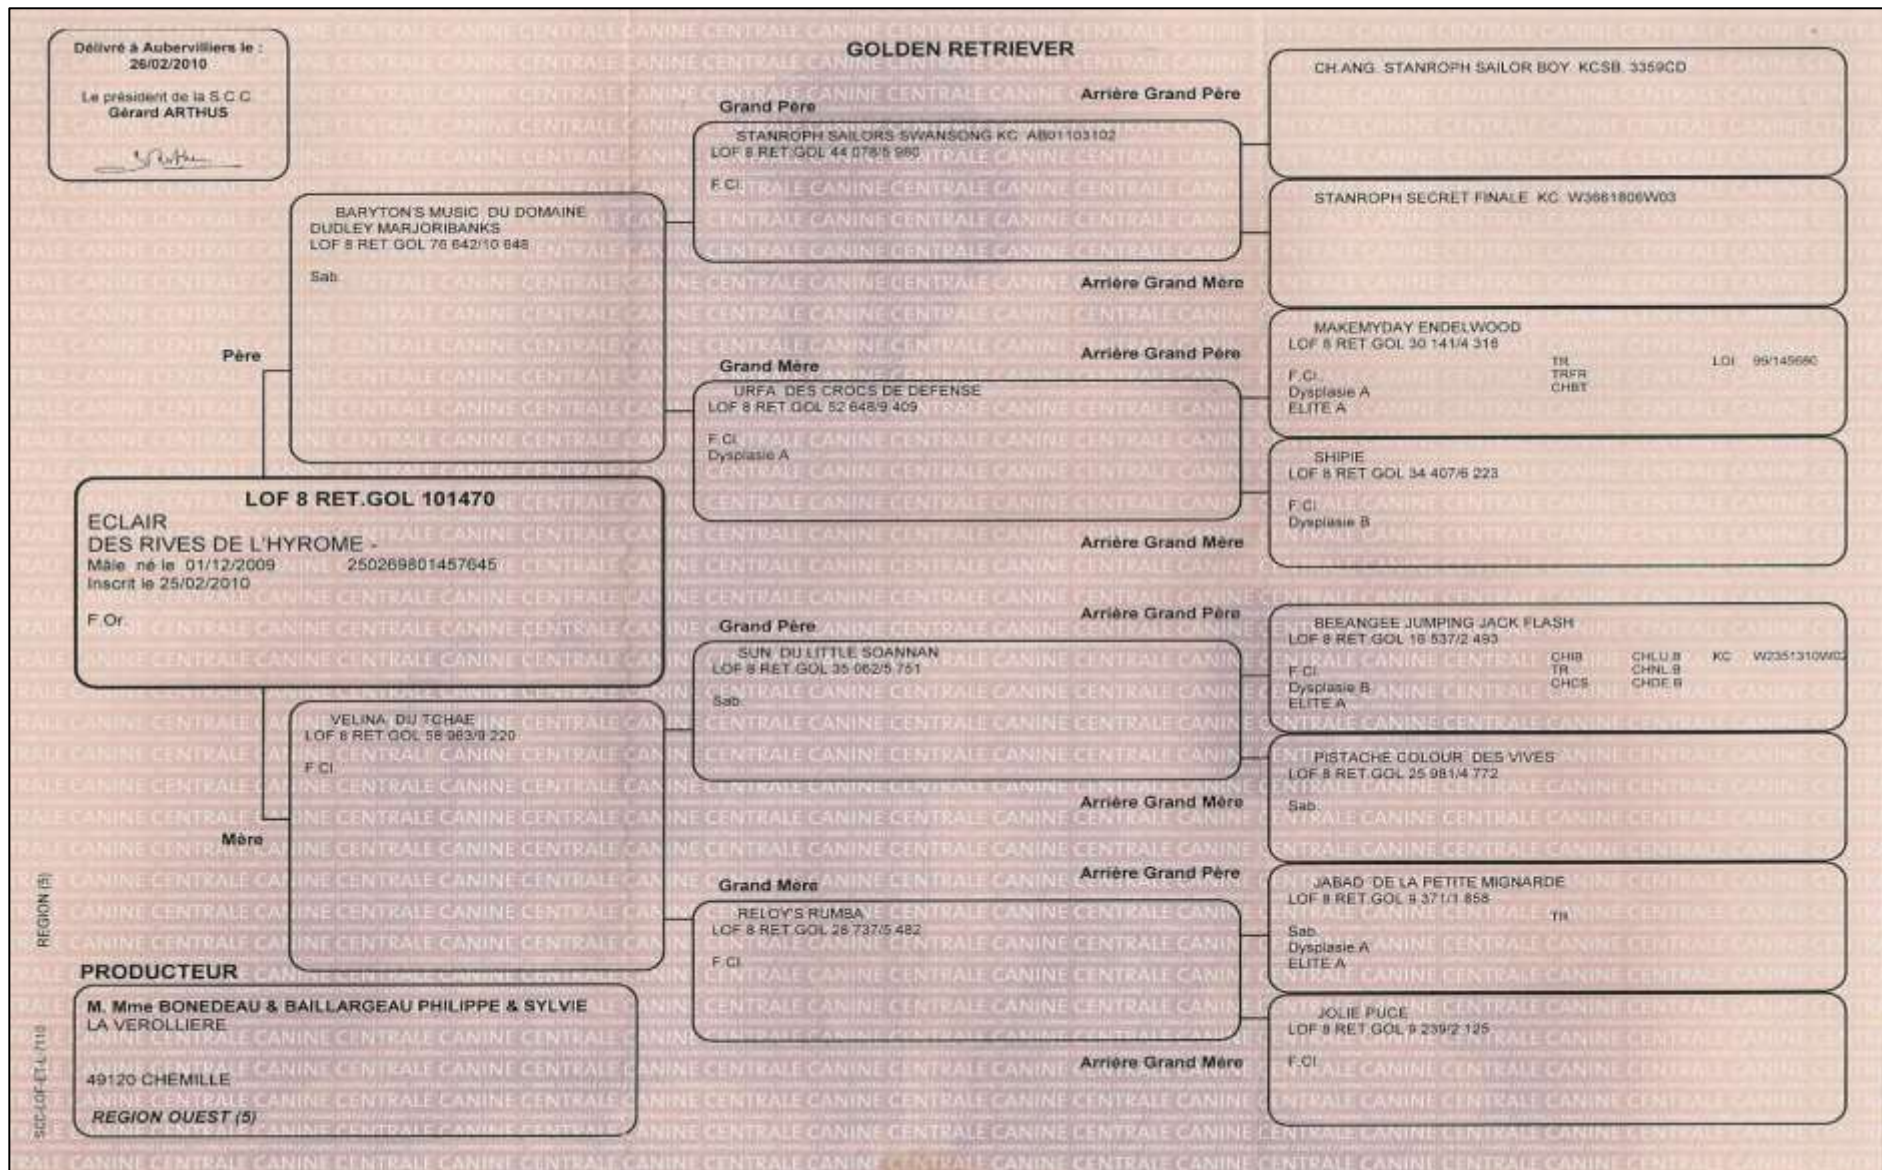 Délivré à Aubervilliers le :
26/02/2010
Le président de la S.C.C.
Gérard ARTHUS
GOLDEN RETRIEVER
Père
BARYTON'S MUSIC DU DOMAINE
DUDLEY MARJORIBANKS
LOF 8 RET.GOL 76 642/10 848
Sab.
LOF 8 RET.GOL 101470
ECLAIR
DES RIVES DE L'HYROME -
Mâle né le 01/12/2009 250269801457645
Inscrit le 25/02/2010
F.Or.
Mère
VELINA DU TCHAE
LOF 8 RET.GOL 58 963/9 220
F.Cl.
Grand Père
STANROPH SAILORS SWANSONG KC AB01103102
LOF 8 RET.GOL 44 078/5 980
F.Cl.
Grand Mère
URFA DES CROCS DE DEFENSE
LOF 8 RET.GOL 52 648/9 409
F.Cl.
Dysplasie A
Grand Père
SUN DU LITTLE SOANNAN
LOF 8 RET.GOL 35 062/5 751
Sab.
Grand Mère
RELOY'S RUMBA
LOF 8 RET.GOL 28 737/5 482
F.Cl.
Arrière Grand Père
CH.ANG. STANROPH SAILOR BOY KCSB. 3359CD
STANROPH SECRET FINALE KC W3661806W03
Arrière Grand Mère
Arrière Grand Père
MAKEMYDAY ENDELWOOD
LOF 8 RET.GOL 30 141/4 316
TR LOI 99/145680
F.Cl. TRFR
Dysplasie A CHBT
ELITE A
SHIPIE
LOF 8 RET.GOL 34 407/6 223
F.Cl.
Dysplasie B
Arrière Grand Mère
Arrière Grand Père
BEEANGEE JUMPING JACK FLASH
LOF 8 RET.GOL 16 537/2 493
CHIB CHLU.B KC W2351310W02
F.Cl. TR CHNL.B
Dysplasie B CHCS CHDE.B
ELITE A
PISTACHE COLOUR DES VIVES
LOF 8 RET.GOL 25 981/4 772
Sab.
Arrière Grand Mère
Arrière Grand Père
JABAD DE LA PETITE MIGNARDE
LOF 8 RET.GOL 9 371/1 858
TR
Sab.
Dysplasie A
ELITE A
JOLIE PUCE
LOF 8 RET.GOL 9 239/2 125
F.Cl.
Arrière Grand Mère
PRODUCTEUR
M. Mme BONEDEAU & BAILLARGEAU PHILIPPE & SYLVIE
LA VEROLLIERE
49120 CHEMILLE
REGION OUEST (5)
REGION (5)
SCC-LOF-ET-L-7110
CENTRALE CANINE